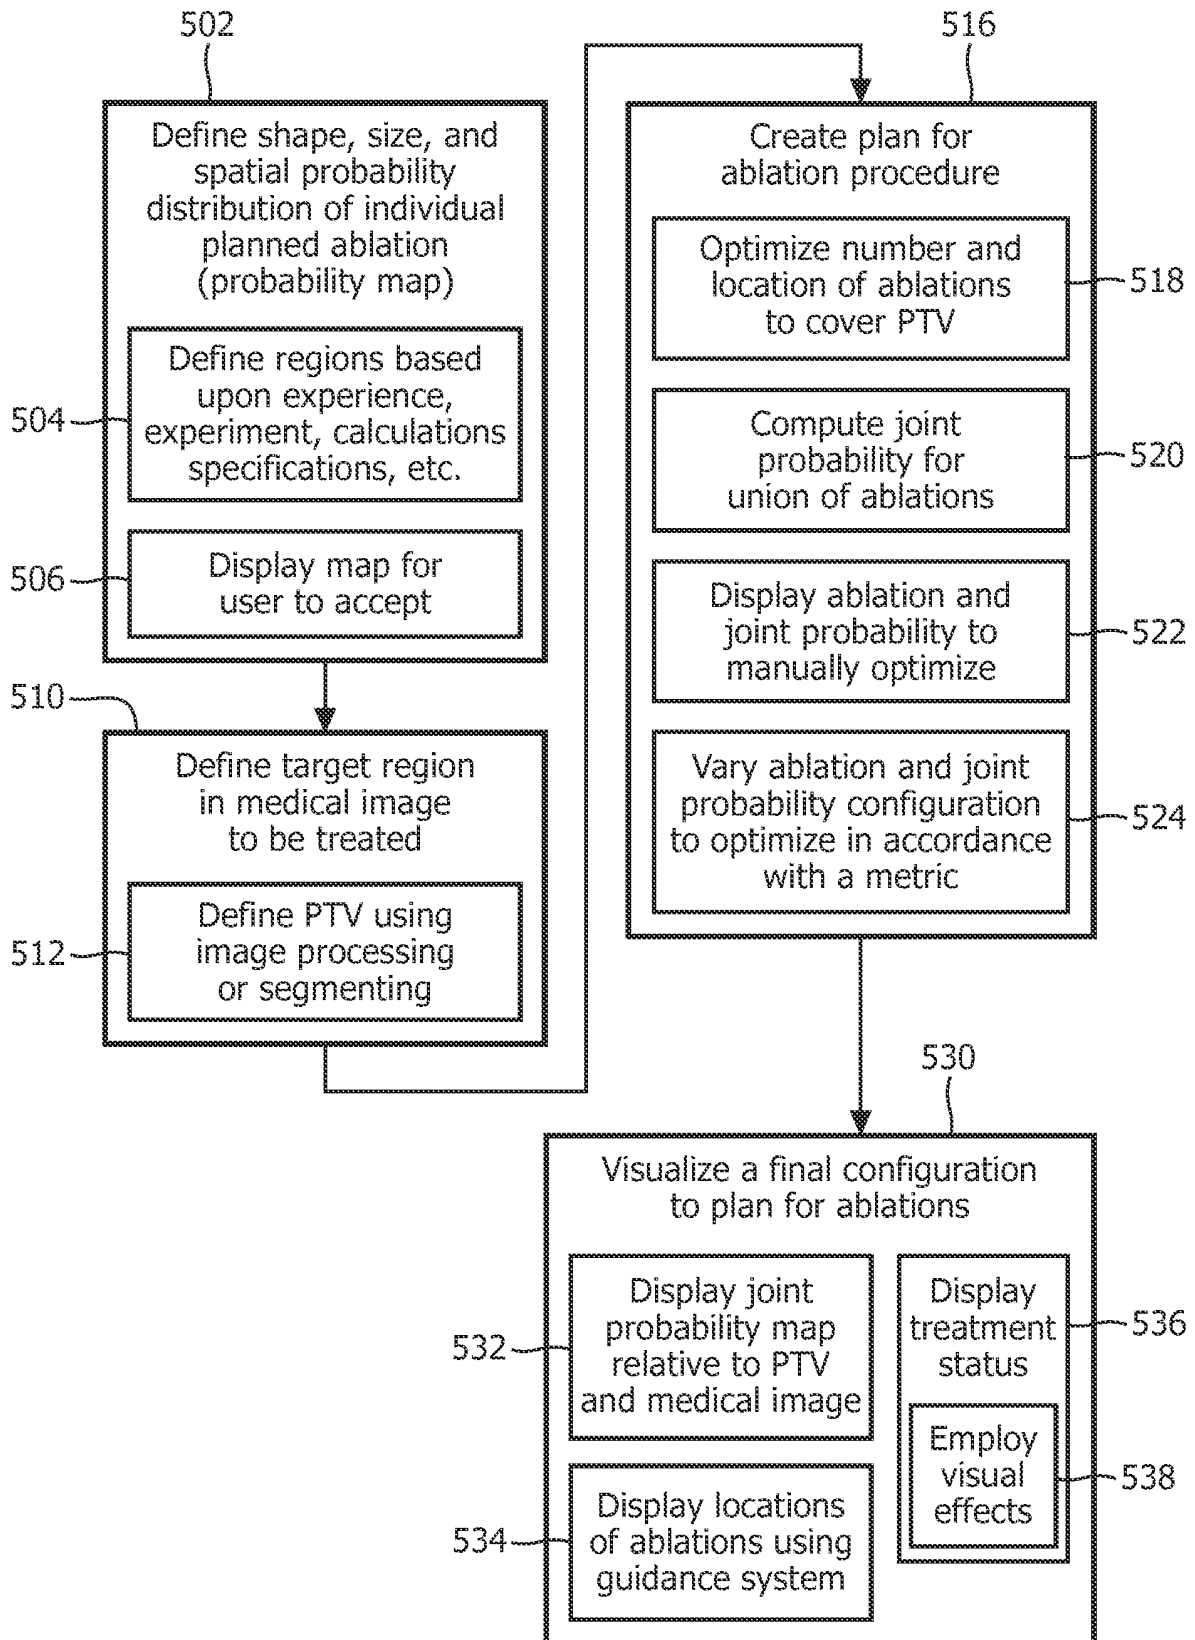 502
Define shape, size, and
spatial probability
distribution of individual
planned ablation
(probability map)
504
Define regions based
upon experience,
experiment, calculations
specifications, etc.
506
Display map for
user to accept
510
Define target region
in medical image
to be treated
512
Define PTV using
image processing
or segmenting
516
Create plan for
ablation procedure
Optimize number and
location of ablations
to cover PTV
518
Compute joint
probability for
union of ablations
520
Display ablation and
joint probability to
manually optimize
522
Vary ablation and joint
probability configuration
to optimize in accordance
with a metric
524
530
Visualize a final configuration
to plan for ablations
532
Display joint
probability map
relative to PTV
and medical image
534
Display locations
of ablations using
guidance system
Display
treatment
status
536
Employ
visual
effects
538